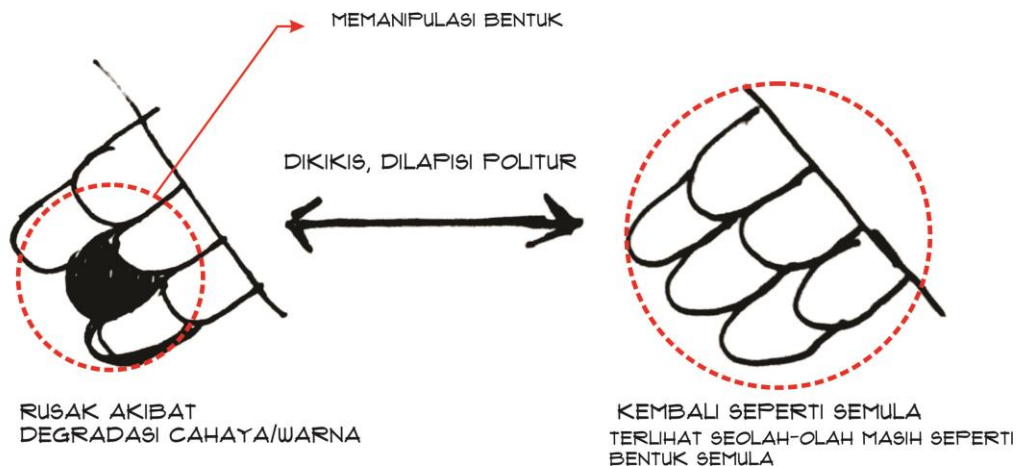 MEMANIPULASI BENTUK
DIKIKIS, DILAPISI POLITUR
RUSAK AKIBAT
DEGRADASI CAHAYA/WARNA
KEMBALI SEPERTI SEMULA
TERLIHAT SEOLAH-OLAH MASIH SEPERTI
BENTUK SEMULA